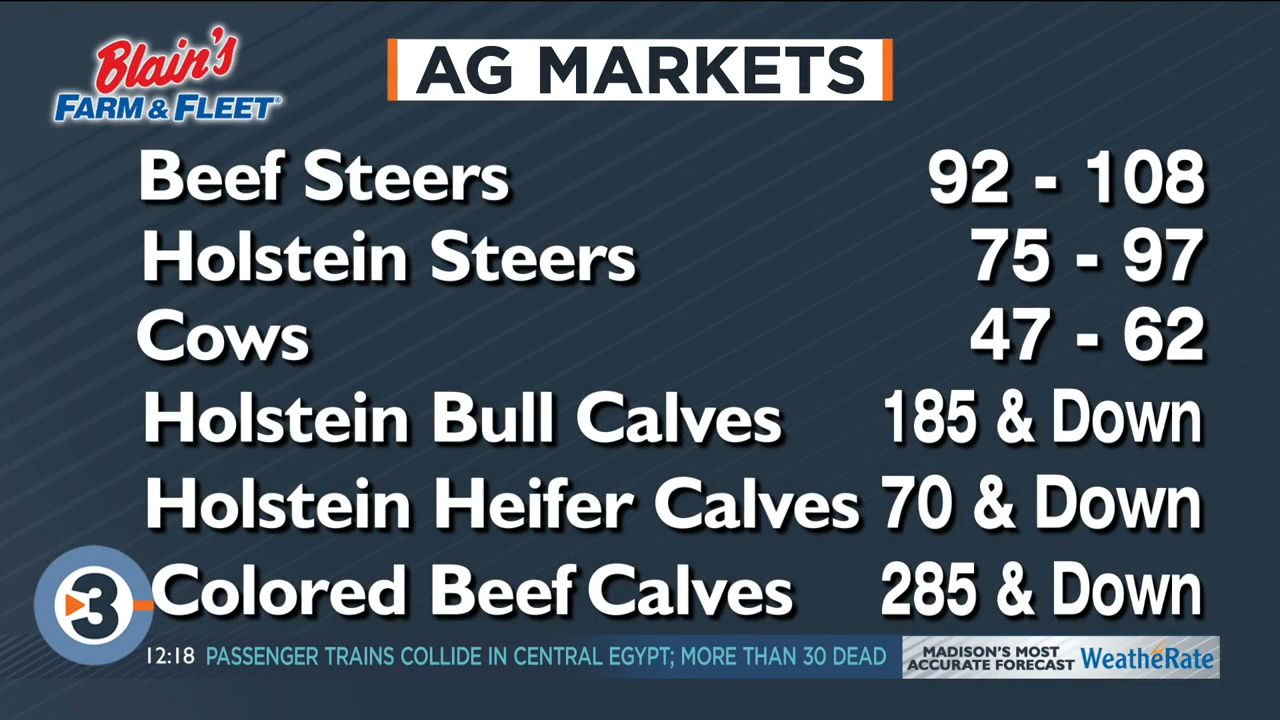 Blain's
FARM & FLEET®
AG MARKETS
Beef Steers 92 - 108
Holstein Steers 75 - 97
Cows 47 - 62
Holstein Bull Calves 185 & Down
Holstein Heifer Calves 70 & Down
Colored Beef Calves 285 & Down
3
12:18 PASSENGER TRAINS COLLIDE IN CENTRAL EGYPT; MORE THAN 30 DEAD
MADISON'S MOST
ACCURATE FORECAST
WeatheRate